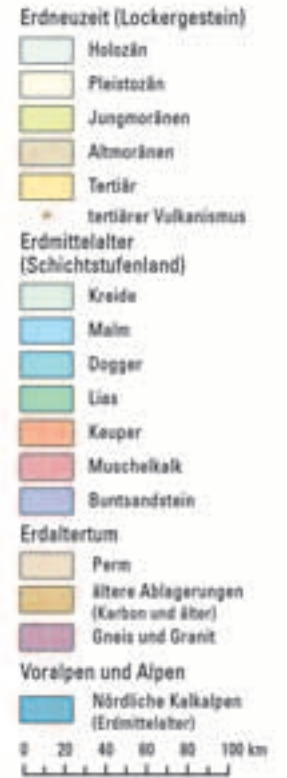 Erdneuzeit (Lockergestein)
Holozän
Pleistozän
Jungmoränen
Altmoränen
Tertiär
tertiärer Vulkanismus
Erdmittelalter
(Schichtstufenland)
Kreide
Malm
Dogger
Lias
Keuper
Muschelkalk
Buntsandstein
Erdaltertum
Perm
ältere Ablagerungen
(Karbon und älter)
Gneis und Granit
Voralpen und Alpen
Nördliche Kalkalpen
(Erdmittelalter)
0 20 40 60 80 100 km